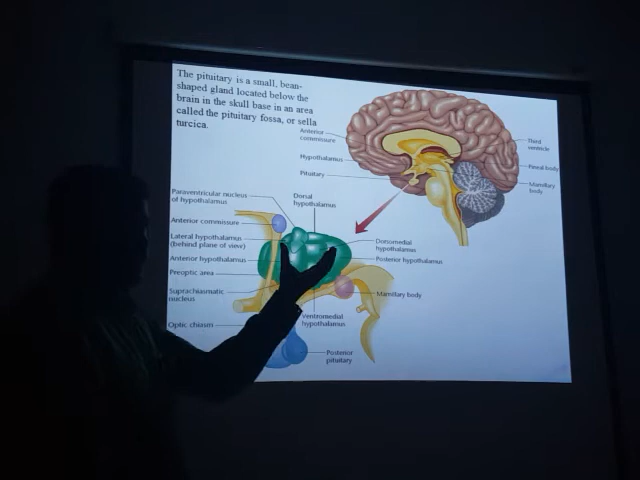 The pituitary is a small, bean-
shaped gland located below the
brain in the skull base in an area
called the pituitary fossa, or sella
turcica.
Anterior
commissure
Hypothalamus
Pituitary
Third
ventricle
Pineal body
Mamillary
body
Paraventricular nucleus
of hypothalamus
Dorsal
hypothalamus
Anterior commissure
Lateral hypothalamus
(behind plane of view)
Anterior hypothalamus
Preoptic area
Suprachiasmatic
nucleus
Optic chiasm
Dorsomedial
hypothalamus
Posterior hypothalamus
Mamillary body
Ventromedial
hypothalamus
Posterior
pituitary